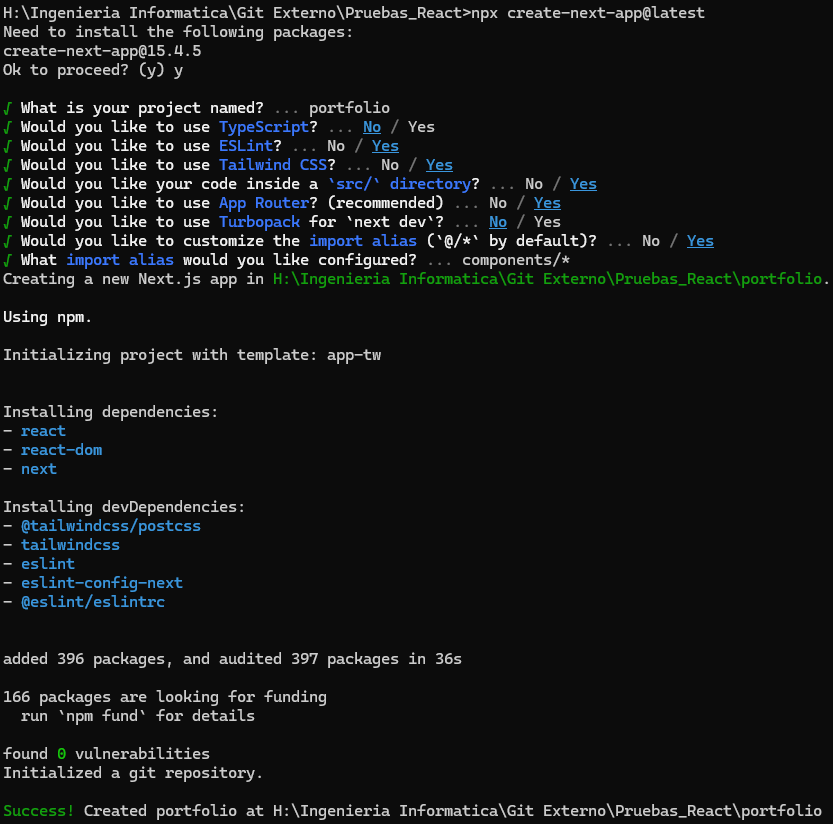 H:\Ingenieria Informatica\Git Externo\Pruebas_React>npx create-next-app@latest
Need to install the following packages:
create-next-app@15.4.5
Ok to proceed? (y) y

√ What is your project named? ... portfolio
√ Would you like to use TypeScript? ... No / Yes
√ Would you like to use ESLint? ... No / Yes
√ Would you like to use Tailwind CSS? ... No / Yes
√ Would you like your code inside a `src/` directory? ... No / Yes
√ Would you like to use App Router? (recommended) ... No / Yes
√ Would you like to use Turbopack for `next dev`? ... No / Yes
√ Would you like to customize the import alias (`@/*` by default)? ... No / Yes
√ What import alias would you like configured? ... components/*
Creating a new Next.js app in H:\Ingenieria Informatica\Git Externo\Pruebas_React\portfolio.

Using npm.

Initializing project with template: app-tw


Installing dependencies:
- react
- react-dom
- next

Installing devDependencies:
- @tailwindcss/postcss
- tailwindcss
- eslint
- eslint-config-next
- @eslint/eslintrc


added 396 packages, and audited 397 packages in 36s

166 packages are looking for funding
  run `npm fund` for details

found 0 vulnerabilities
Initialized a git repository.

Success! Created portfolio at H:\Ingenieria Informatica\Git Externo\Pruebas_React\portfolio